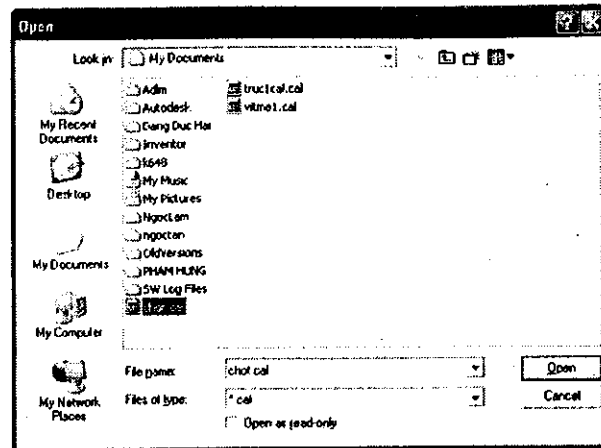 Open
Look in: My Documents
My Recent
Documents
Desktop
My Documents
My Computer
My Network
Places
Adlm
Autodesk
Dang Duc Hai
Inventor
k648
My Music
My Pictures
Ngoctam
ngoctan
OldVersions
PHAM HUNG
SW Log Files
truc1cal.cal
vitme1.cal
File name: chot cal Open
Files of type: *.cal Cancel
Open as read-only